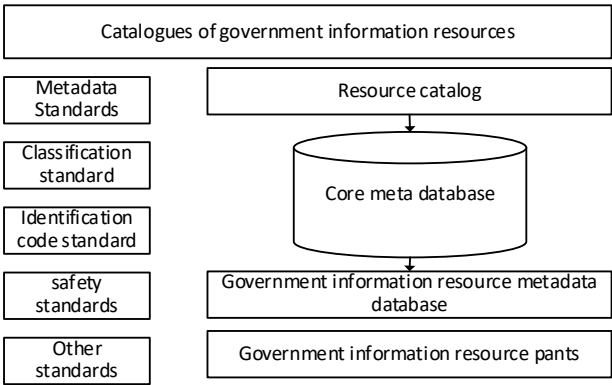 Catalogues of government information resources
Metadata
Standards
Resource catalog
Classification
standard
Core meta database
Identification
code standard
safety
standards
Government information resource metadata
database
Other
standards
Government information resource pants